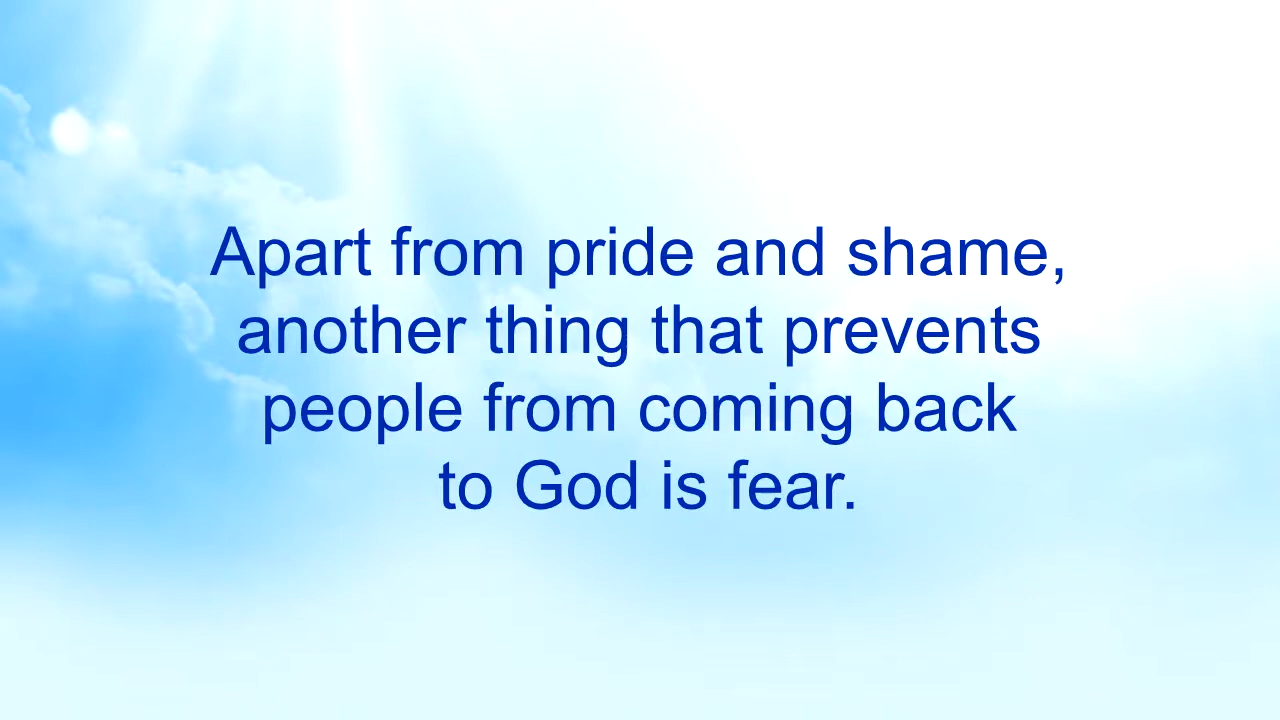 Apart from pride and shame,
another thing that prevents
people from coming back
to God is fear.